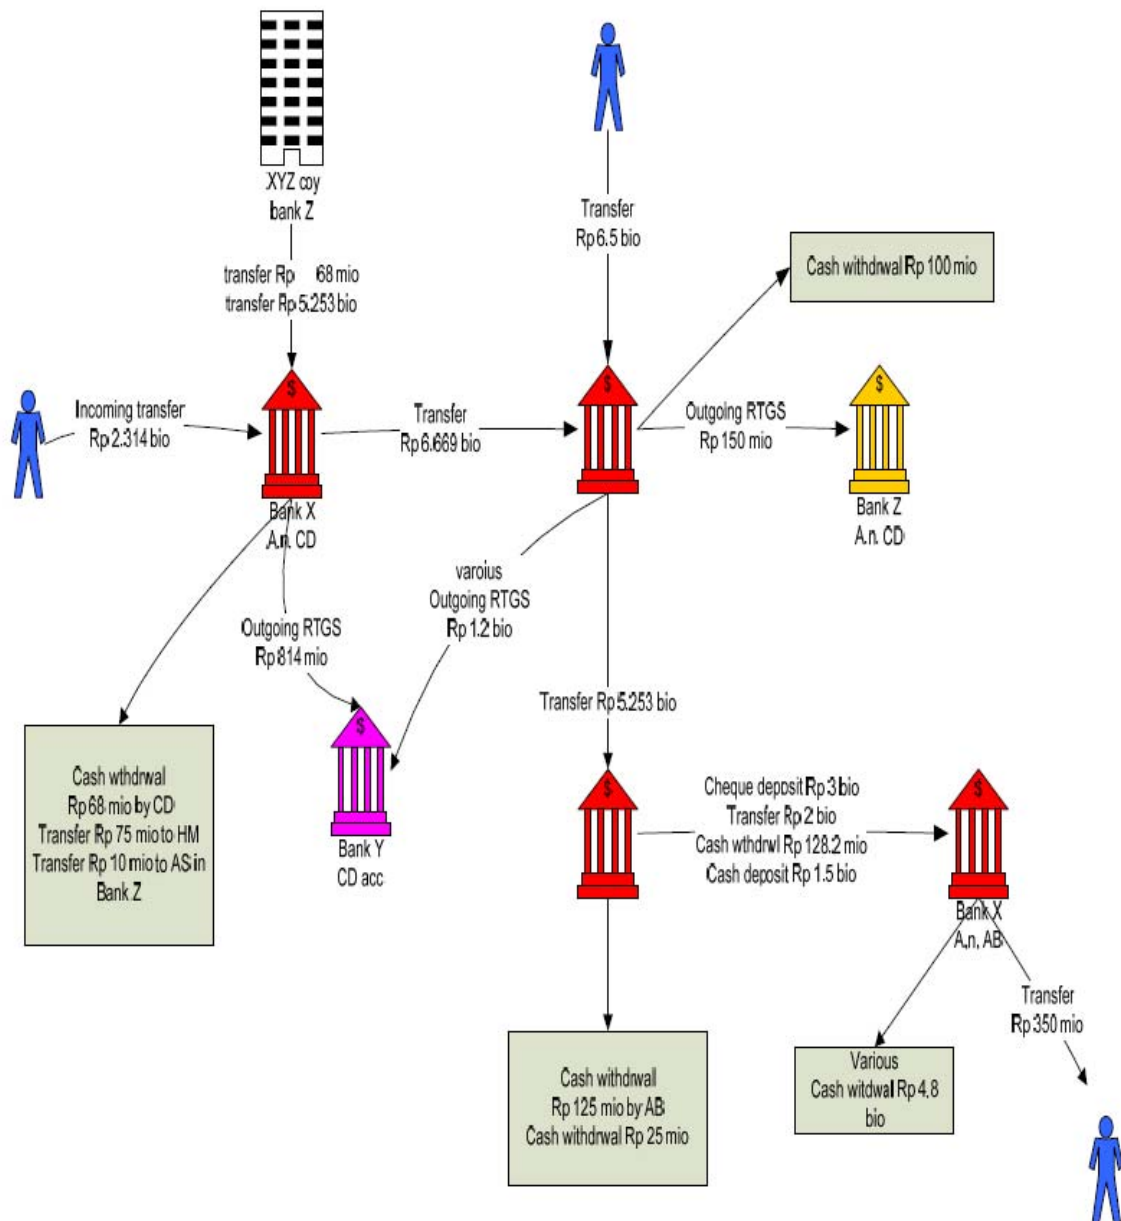 XYZ coy
bank Z
Transfer
Rp 6.5 bio
transfer Rp 68 mio
transfer Rp 5.253 bio
Cash withdrwal Rp 100 mio
$
$
$
Incoming transfer
Rp 2.314 bio
Transfer
Rp 6.669 bio
Outgoing RTGS
Rp 150 mio
Bank X
A.n. CD
Bank Z
A.n. CD
varoius
Outgoing RTGS
Rp 1.2 bio
Outgoing RTGS
Rp 814 mio
Transfer Rp 5.253 bio
$
Bank Y
CD acc
Cash wthdrwal
Rp 68 mio by CD
Transfer Rp 75 mio to HM
Transfer Rp 10 mio to AS in
Bank Z
$
$
Cheque deposit Rp 3 bio
Transfer Rp 2 bio
Cash wthdrwl Rp 128.2 mio
Cash deposit Rp 1.5 bio
Bank X
A.n. AB
Transfer
Rp 350 mio
Cash withdrwal
Rp 125 mio by AB
Cash withdrwal Rp 25 mio
Various
Cash witdwal Rp 4.8
bio